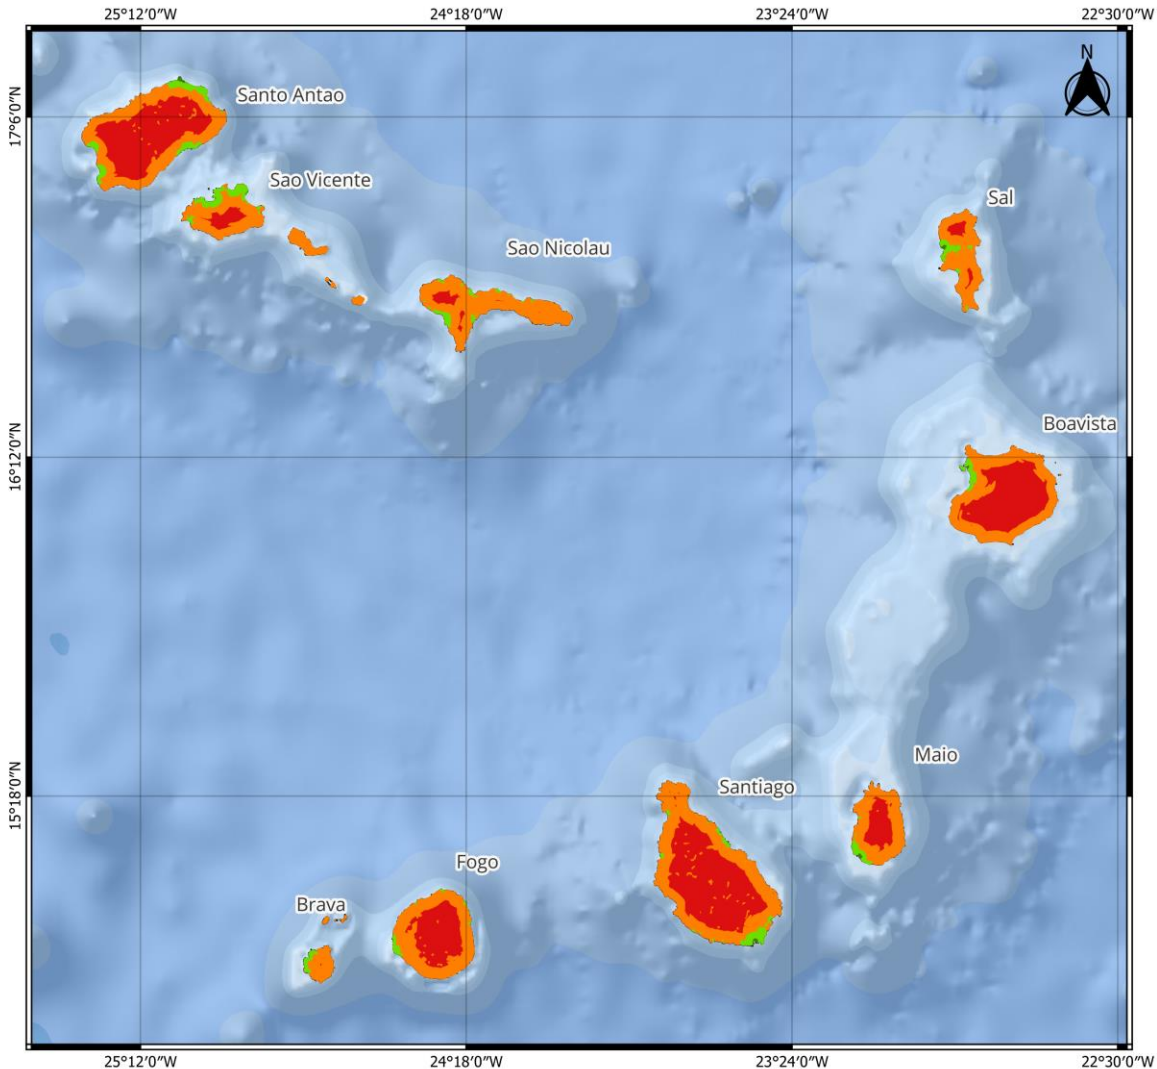 25°12′0″W 24°18′0″W 23°24′0″W 22°30′0″W
N
17°6′0″N
Santo Antao
Sao Vicente
Sal
Sao Nicolau
Boavista
16°12′0″N
Maio
Santiago
15°18′0″N
Fogo
Brava
25°12′0″W 24°18′0″W 23°24′0″W 22°30′0″W